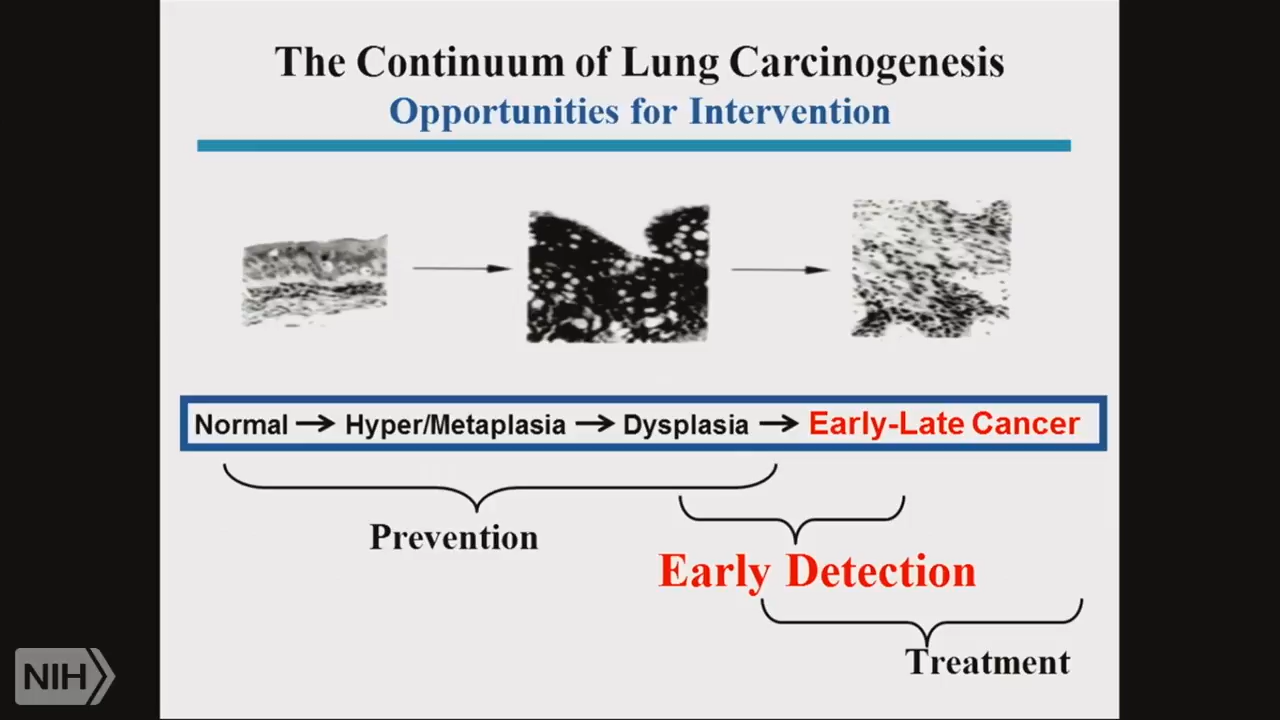 The Continuum of Lung Carcinogenesis
Opportunities for Intervention
Normal → Hyper/Metaplasia → Dysplasia → Early-Late Cancer
Prevention
Early Detection
Treatment
NIH